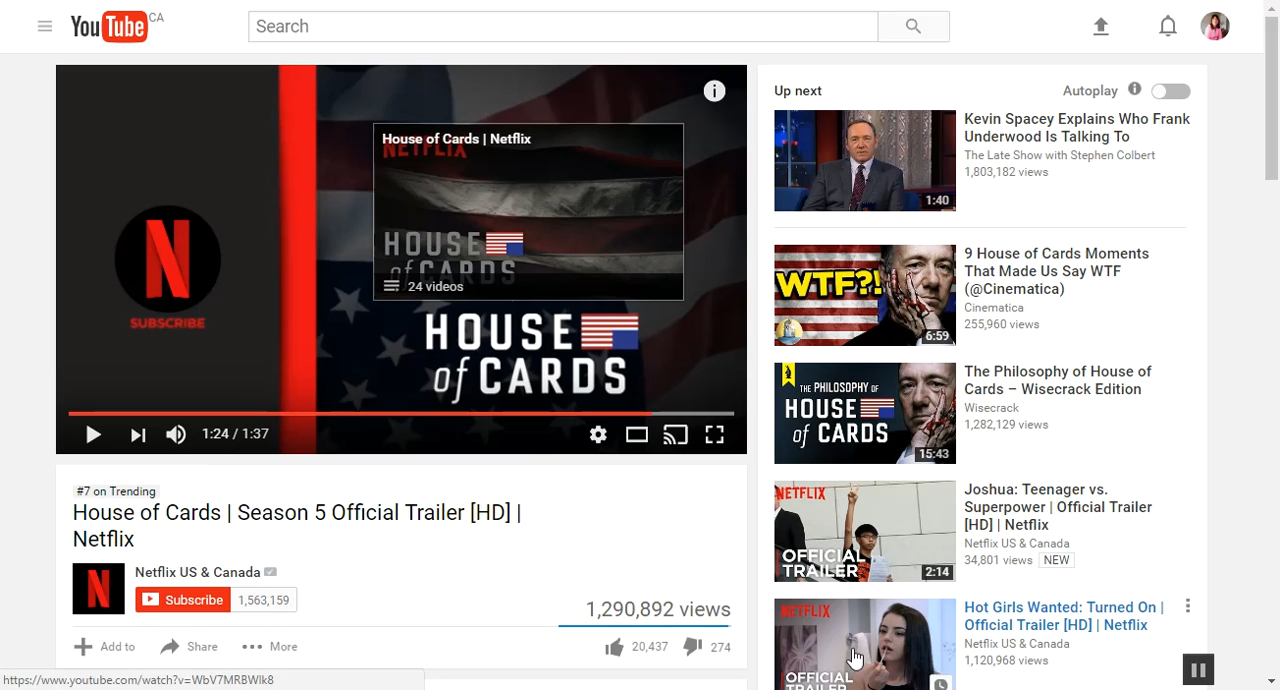 YouTube CA
Search
House of Cards | Netflix
NETFLIX
HOUSE
of CARDS
24 videos
SUBSCRIBE
HOUSE
of CARDS
1:24 / 1:37
#7 on Trending
House of Cards | Season 5 Official Trailer [HD] |
Netflix
Netflix US & Canada
Subscribe 1,563,159
1,290,892 views
Add to Share More 20,437 274
https://www.youtube.com/watch?v=WbV7MRBWlk8
Up next Autoplay
Kevin Spacey Explains Who Frank
Underwood Is Talking To
The Late Show with Stephen Colbert
1,803,182 views
1:40
WTF?!
6:59
9 House of Cards Moments
That Made Us Say WTF
(@Cinematica)
Cinematica
255,960 views
THE PHILOSOPHY OF
HOUSE
of CARDS
15:43
The Philosophy of House of
Cards – Wisecrack Edition
Wisecrack
1,282,129 views
NETFLIX
OFFICIAL
TRAILER
2:14
Joshua: Teenager vs.
Superpower | Official Trailer
[HD] | Netflix
Netflix US & Canada
34,801 views NEW
NETFLIX
OFFICIAL
TRAILER
Hot Girls Wanted: Turned On |
Official Trailer [HD] | Netflix
Netflix US & Canada
1,120,968 views